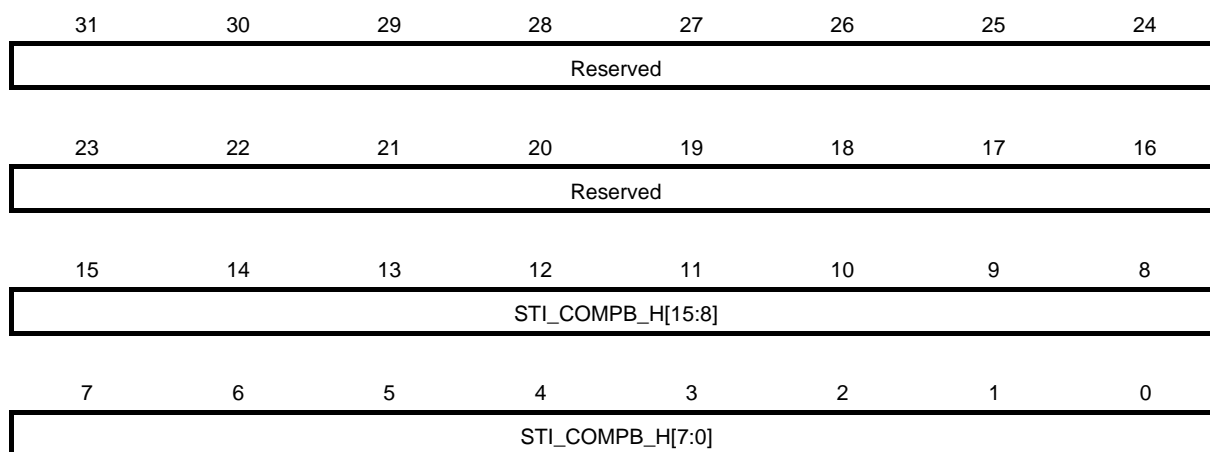 31 30 29 28 27 26 25 24
Reserved
23 22 21 20 19 18 17 16
Reserved
15 14 13 12 11 10 9 8
STI_COMPB_H[15:8]
7 6 5 4 3 2 1 0
STI_COMPB_H[7:0]